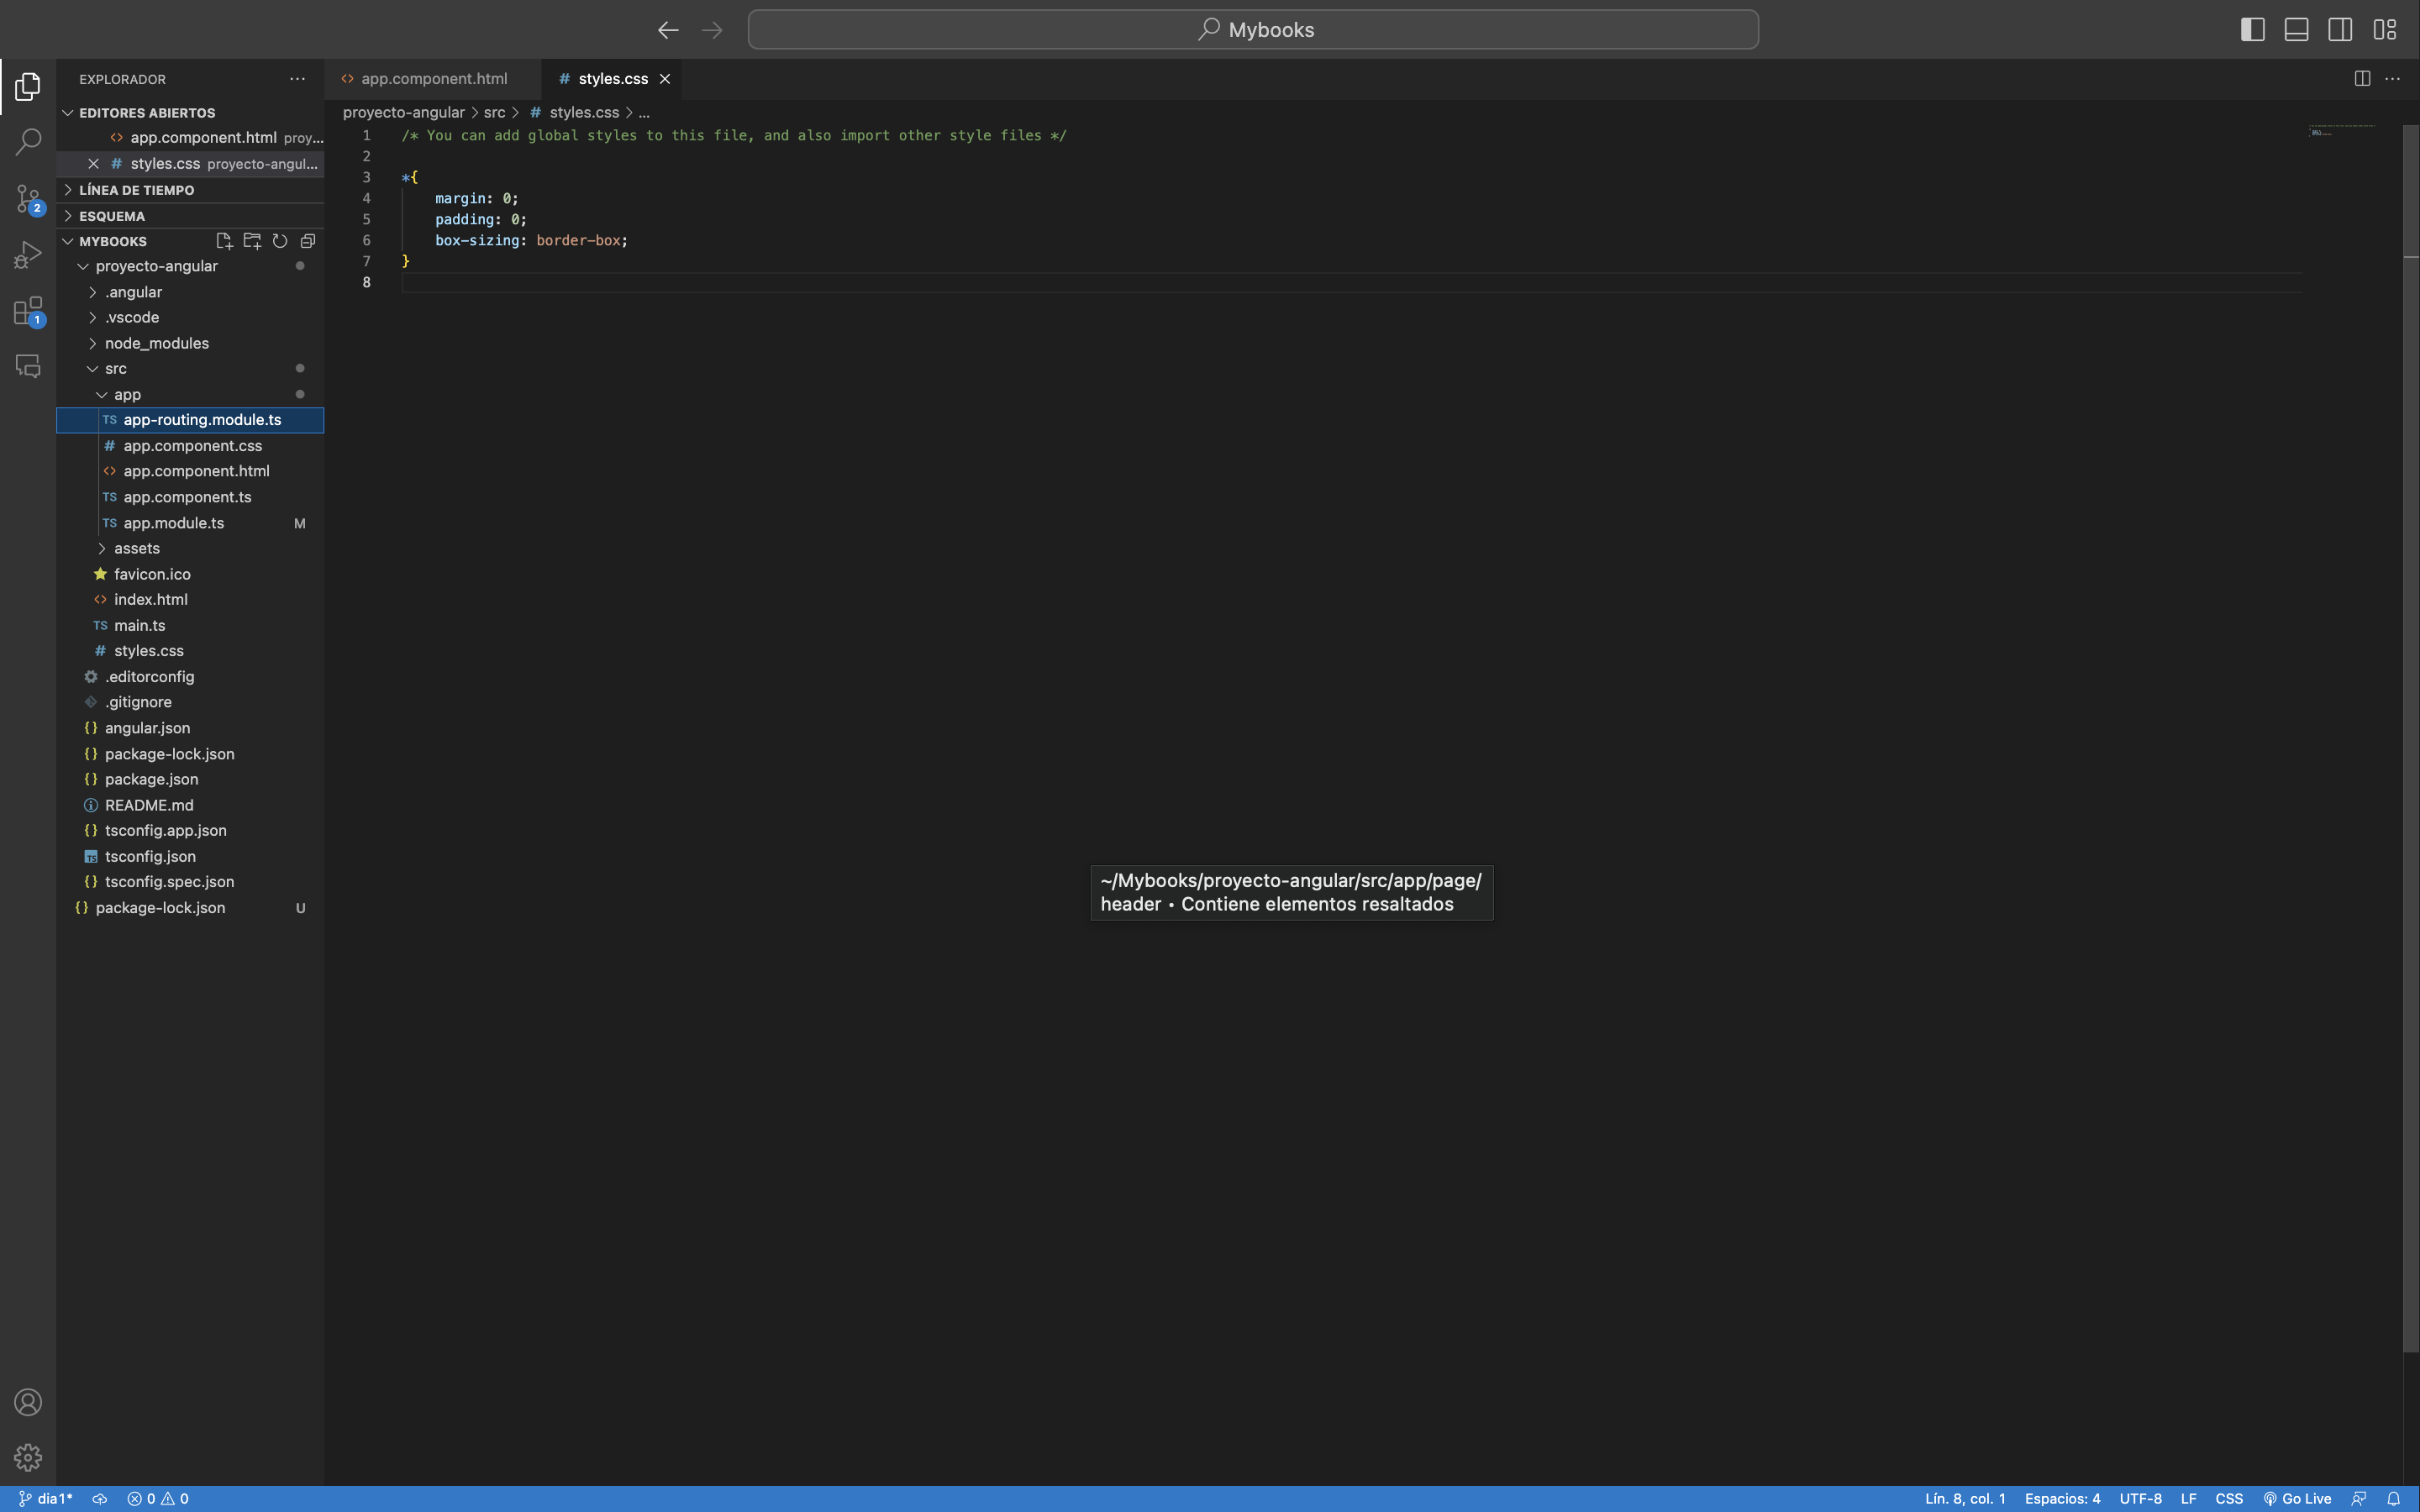 Mybooks
EXPLORADOR
EDITORES ABIERTOS
app.component.html proy...
styles.css proyecto-angul...
LÍNEA DE TIEMPO
ESQUEMA
MYBOOKS
proyecto-angular
.angular
.vscode
node_modules
src
app
TS app-routing.module.ts
# app.component.css
<> app.component.html
TS app.component.ts
TS app.module.ts M
assets
favicon.ico
<> index.html
TS main.ts
# styles.css
.editorconfig
.gitignore
{} angular.json
{} package-lock.json
{} package.json
README.md
{} tsconfig.app.json
TS tsconfig.json
{} tsconfig.spec.json
{} package-lock.json U
2
1
<> app.component.html
# styles.css
proyecto-angular > src > # styles.css > ...
1 /* You can add global styles to this file, and also import other style files */
2
3 *{
4 margin: 0;
5 padding: 0;
6 box-sizing: border-box;
7 }
8
~/Mybooks/proyecto-angular/src/app/page/
header • Contiene elementos resaltados
dia1* 0 0
Lín. 8, col. 1 Espacios: 4 UTF-8 LF CSS Go Live